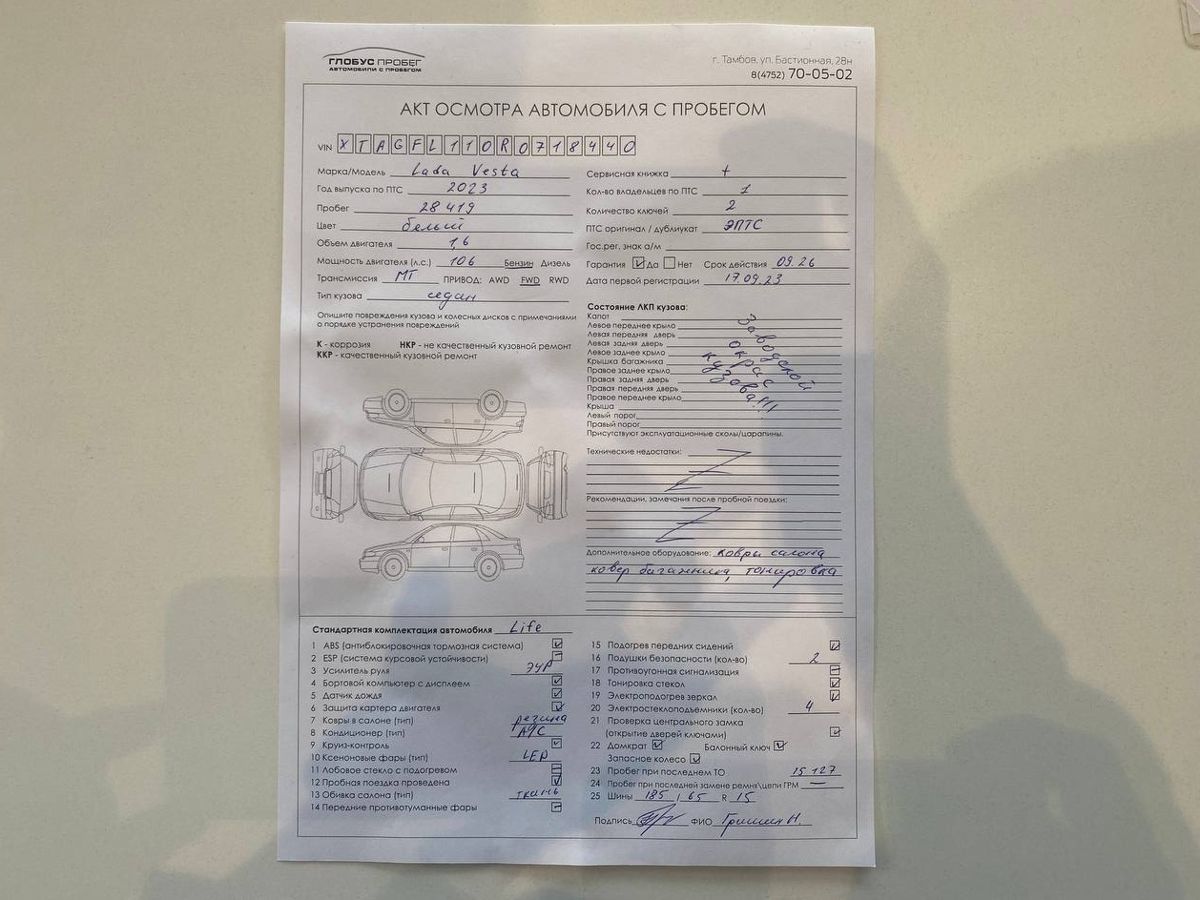 ГЛОБУС ПРОБЕГ
АВТОМОБИЛИ С ПРОБЕГОМ
г. Тамбов, ул. Бастионная, 28н
8(4752) 70-05-02
АКТ ОСМОТРА АВТОМОБИЛЯ С ПРОБЕГОМ
VIN XTAGFL110R0718440
Марка/Модель Lada Vesta
Год выпуска по ПТС 2023
Пробег 28 419
Цвет белый
Объем двигателя 1,6
Мощность двигателя (л.с.) 106 Бензин Дизель
Трансмиссия МТ ПРИВОД: AWD FWD RWD
Тип кузова седан
Опишите повреждения кузова и колесных дисков с примечаниями
о порядке устранения повреждений
К - коррозия НКР - не качественный кузовной ремонт
ККР - качественный кузовной ремонт
Сервисная книжка +
Кол-во владельцев по ПТС 1
Количество ключей 2
ПТС оригинал / дубликат ЭПТС
Гос.рег. знак а/м
Гарантия Да Нет Срок действия 09.26
Дата первой регистрации 17.09.23
Состояние ЛКП кузова:
Капот
Левое переднее крыло
Левая передняя дверь
Левая задняя дверь
Левое заднее крыло
Крышка багажника
Правое заднее крыло
Правая задняя дверь
Правая передняя дверь
Правое переднее крыло
Крыша
Левый порог
Правый порог
Заводской
окрас
кузова!!!
Присутствуют эксплуатационные сколы/царапины.
Технические недостатки:
Рекомендации, замечания после пробной поездки:
Дополнительное оборудование: ковры салона
ковер багажника, тонировка
Стандартная комплектация автомобиля Life
1 ABS (антиблокировочная тормозная система)
2 ESP (система курсовой устойчивости)
3 Усилитель руля ЭУР
4 Бортовой компьютер с дисплеем
5 Датчик дождя
6 Защита картера двигателя
7 Ковры в салоне (тип) резина
8 Кондиционер (тип) A/C
9 Круиз-контроль
10 Ксеноновые фары (тип) LED
11 Лобовое стекло с подогревом
12 Пробная поездка проведена
13 Обивка салона (тип) ткань
14 Передние противотуманные фары
15 Подогрев передних сидений
16 Подушки безопасности (кол-во) 2
17 Противоугонная сигнализация
18 Тонировка стекол
19 Электроподогрев зеркал
20 Электростеклоподъемники (кол-во) 4
21 Проверка центрального замка
(открытие дверей ключами)
22 Домкрат Балонный ключ
Запасное колесо
23 Пробег при последнем ТО 15 127
24 Пробег при последней замене ремня\цепи ГРМ —
25 Шины 185 / 65 R 15
Подпись ФИО Гришин Н.